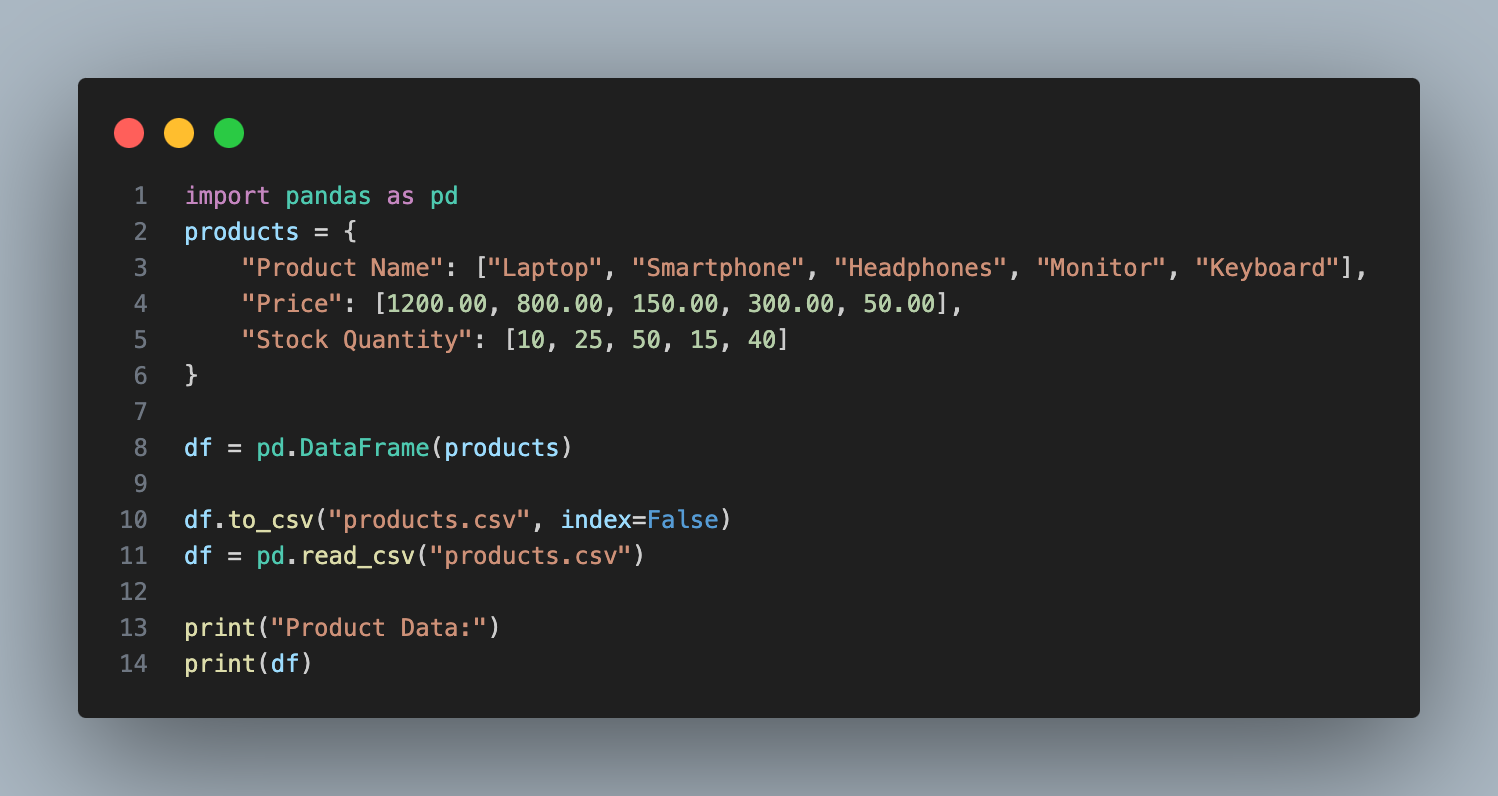 1 import pandas as pd
2 products = {
3     "Product Name": ["Laptop", "Smartphone", "Headphones", "Monitor", "Keyboard"],
4     "Price": [1200.00, 800.00, 150.00, 300.00, 50.00],
5     "Stock Quantity": [10, 25, 50, 15, 40]
6 }
7
8 df = pd.DataFrame(products)
9
10 df.to_csv("products.csv", index=False)
11 df = pd.read_csv("products.csv")
12
13 print("Product Data:")
14 print(df)